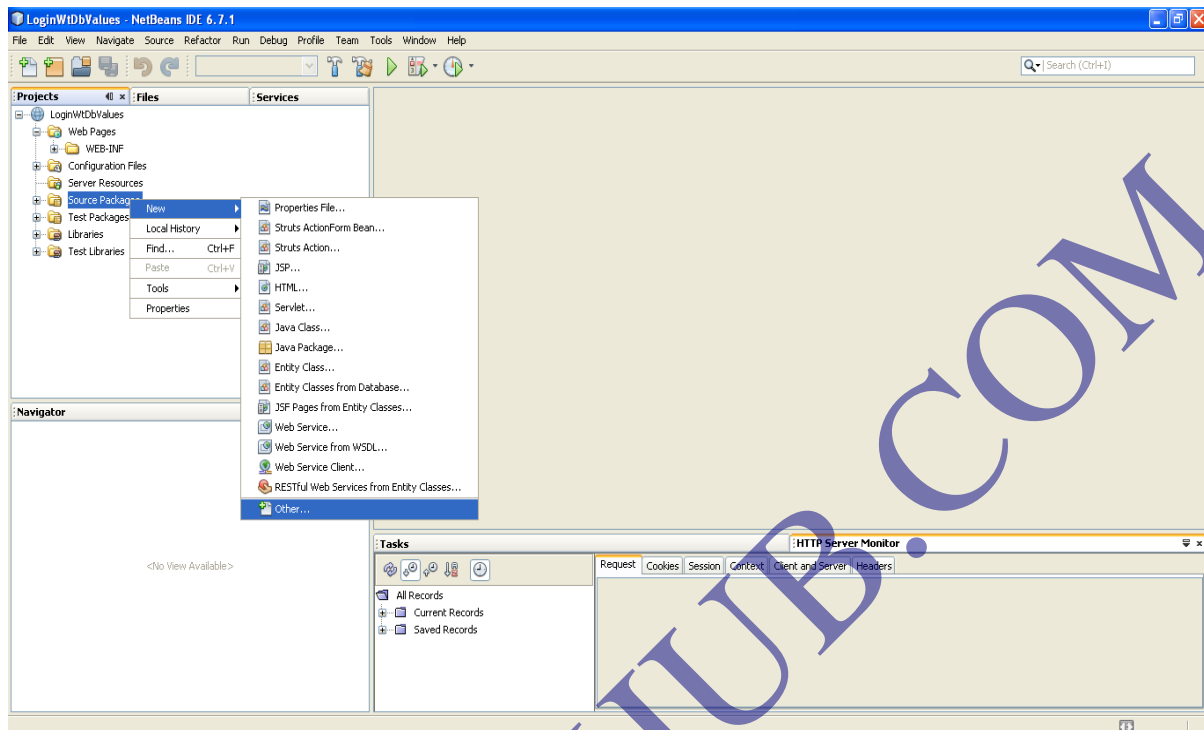 LoginWtDbValues - NetBeans IDE 6.7.1
File Edit View Navigate Source Refactor Run Debug Profile Team Tools Window Help
Search (Ctrl+I)
Projects Files Services
LoginWtDbValues
Web Pages
WEB-INF
Configuration Files
Server Resources
Source Packages
Test Packages
Libraries
Test Libraries
New
Local History
Find... Ctrl+F
Paste Ctrl+V
Tools
Properties
Properties File...
Struts ActionForm Bean...
Struts Action...
JSP...
HTML...
Servlet...
Java Class...
Java Package...
Entity Class...
Entity Classes from Database...
JSF Pages from Entity Classes...
Web Service...
Web Service from WSDL...
Web Service Client...
RESTful Web Services from Entity Classes...
Other...
Navigator
<No View Available>
Tasks
HTTP Server Monitor
All Records
Current Records
Saved Records
Request Cookies Session Context Client and Server Headers
UB.COM